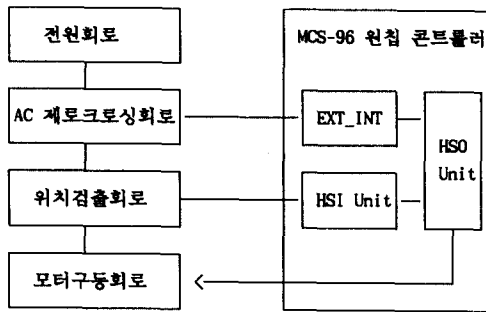 전원회로
MCS-96 원칩 콘트롤러
AC 제로크로싱회로
EXT_INT
HSO
Unit
위치검출회로
HSI Unit
모터구동회로